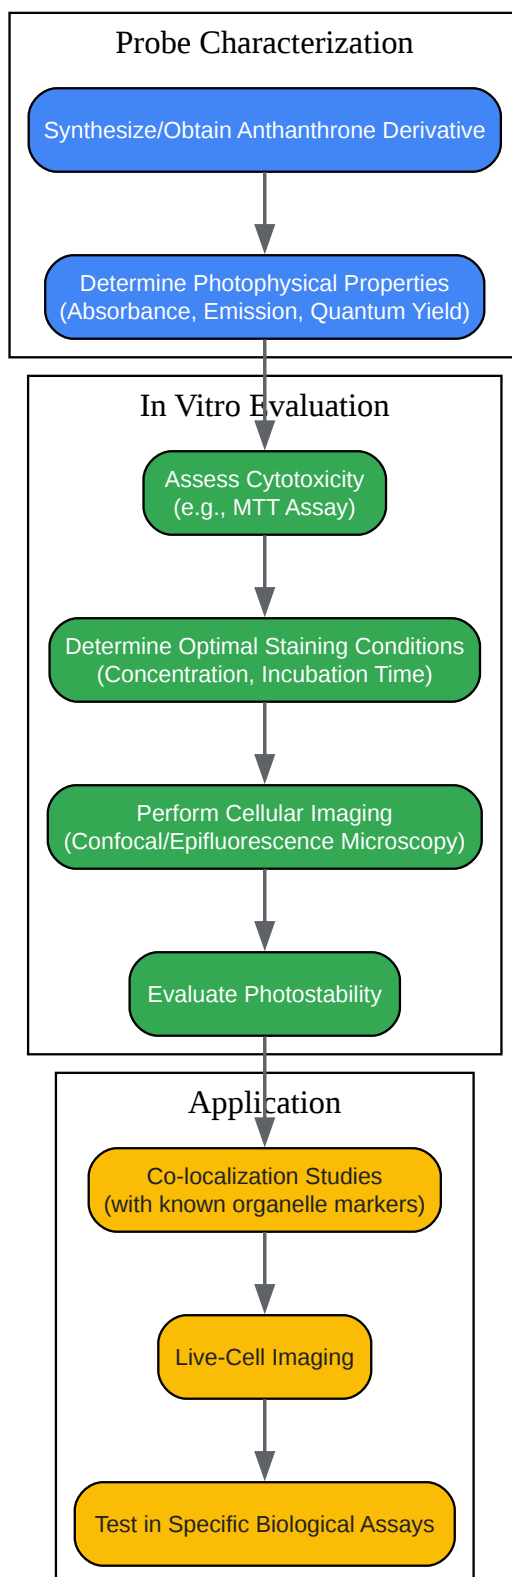 Probe Characterization
Synthesize/Obtain Anthanthrone Derivative
Determine Photophysical Properties
(Absorbance, Emission, Quantum Yield)
In Vitro Evaluation
Assess Cytotoxicity
(e.g., MTT Assay)
Determine Optimal Staining Conditions
(Concentration, Incubation Time)
Perform Cellular Imaging
(Confocal/Epifluorescence Microscopy)
Evaluate Photostability
Application
Co-localization Studies
(with known organelle markers)
Live-Cell Imaging
Test in Specific Biological Assays